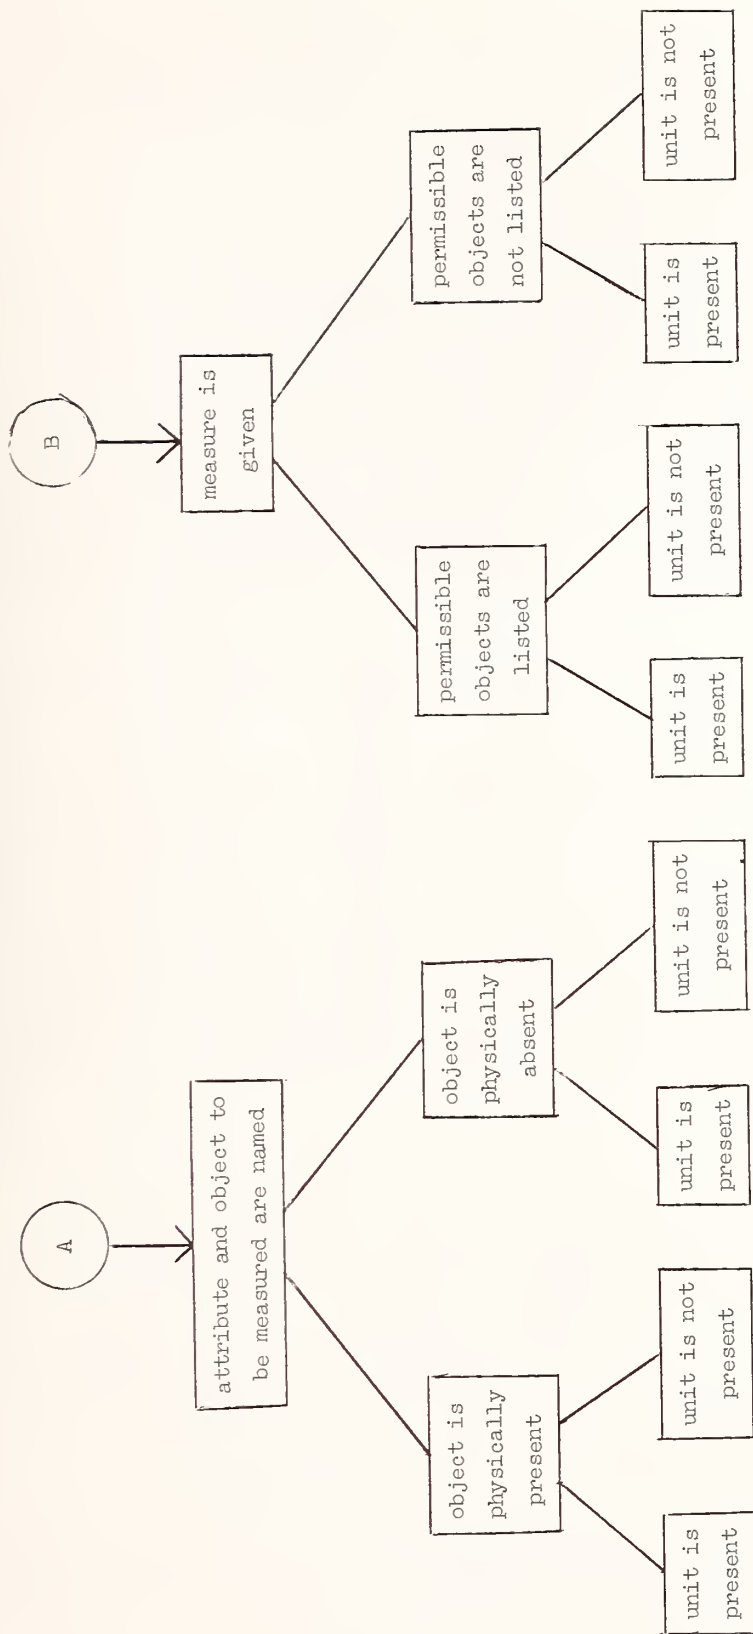 A
attribute and object to
be measured are named
object is
physically
present
object is
physically
absent
unit is
present
unit is not
present
unit is
present
unit is not
present
B
measure is
given
permissible
objects are
listed
permissible
objects are
not listed
unit is
present
unit is not
present
unit is
present
unit is not
present